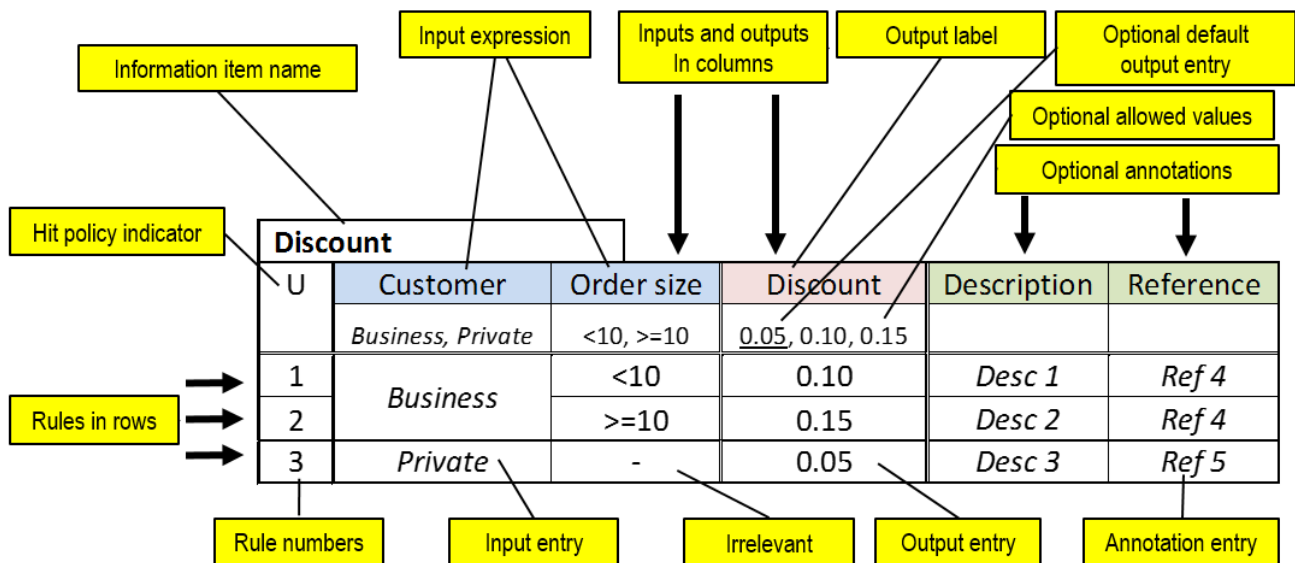 Input expression
Inputs and outputs
In columns
Output label
Optional default
output entry
Information item name
Optional allowed values
Optional annotations
Hit policy indicator
Discount
U Customer Order size Discount Description Reference
Business, Private <10, >=10 0.05, 0.10, 0.15
Rules in rows
1 Business <10 0.10 Desc 1 Ref 4
2 >=10 0.15 Desc 2 Ref 4
3 Private - 0.05 Desc 3 Ref 5
Rule numbers
Input entry
Irrelevant
Output entry
Annotation entry